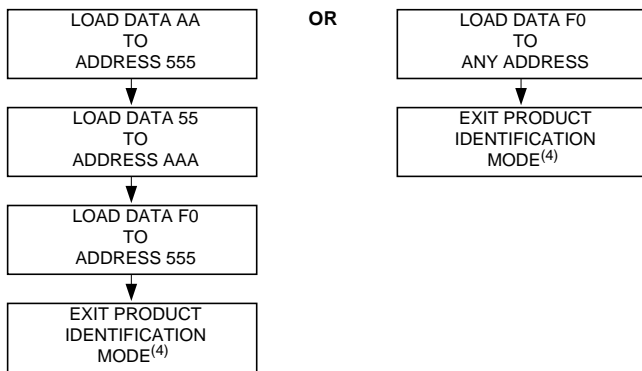 LOAD DATA AA
TO
ADDRESS 555
LOAD DATA 55
TO
ADDRESS AAA
LOAD DATA F0
TO
ADDRESS 555
EXIT PRODUCT
IDENTIFICATION
MODE(4)
OR
LOAD DATA F0
TO
ANY ADDRESS
EXIT PRODUCT
IDENTIFICATION
MODE(4)